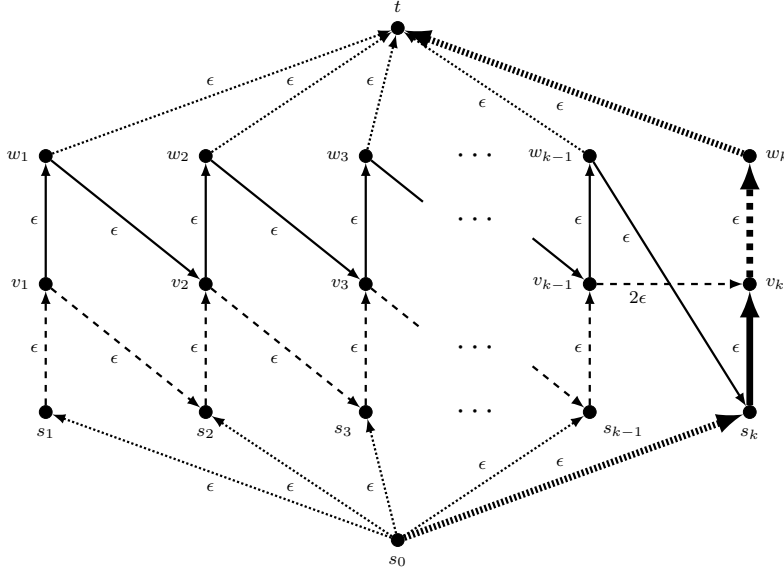 t
ϵ ϵ ϵ ϵ ϵ
w₁ w₂ w₃ ··· wₖ₋₁ wₖ
ϵ ϵ ϵ ··· ϵ ϵ
ϵ ϵ ϵ
v₁ v₂ v₃ vₖ₋₁ vₖ
2ϵ
ϵ ϵ ϵ ··· ϵ ϵ
ϵ ϵ
···
s₁ s₂ s₃ sₖ₋₁ sₖ
ϵ ϵ ϵ ϵ ϵ
s₀